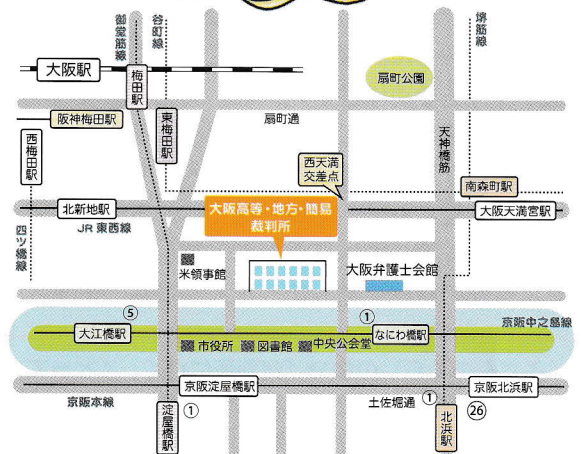 御堂筋線
谷町線
堺筋線
大阪駅
梅田駅
扇町公園
阪神梅田駅
東梅田駅
扇町通
天神橋筋
西梅田駅
西天満
交差点
南森町駅
北新地駅
大阪高等・地方・簡易
裁判所
大阪天満宮駅
JR東西線
四ツ橋線
米領事館
大阪弁護士会館
⑤
①
京阪中之島線
大江橋駅
なにわ橋駅
市役所
図書館
中央公会堂
京阪淀屋橋駅
京阪北浜駅
京阪本線
淀屋橋駅
①
土佐堀通
①
北浜駅
㉖